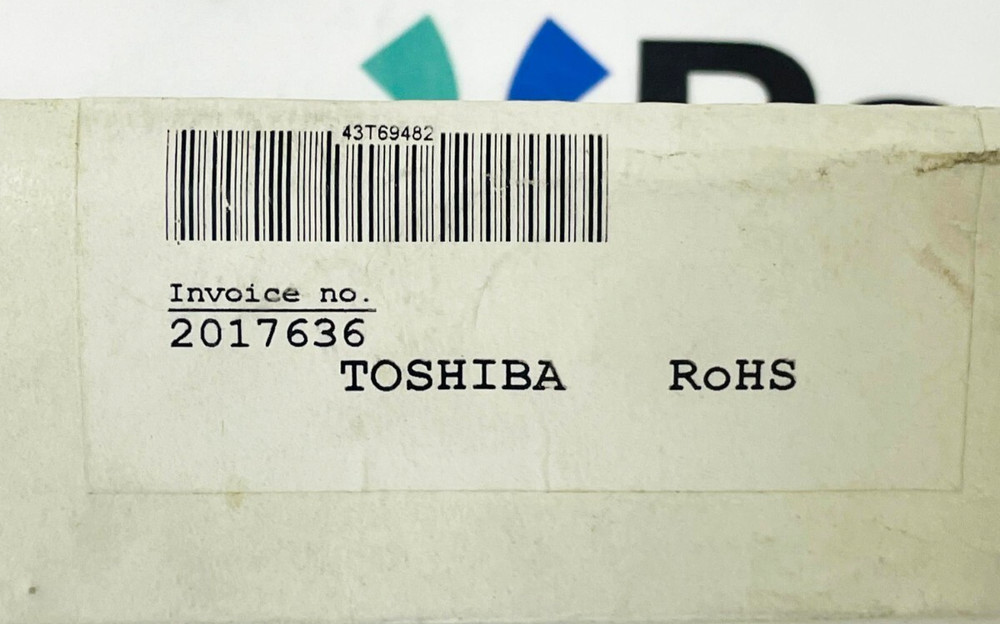 43T69482
Invoice no.
2017636
TOSHIBA RoHS